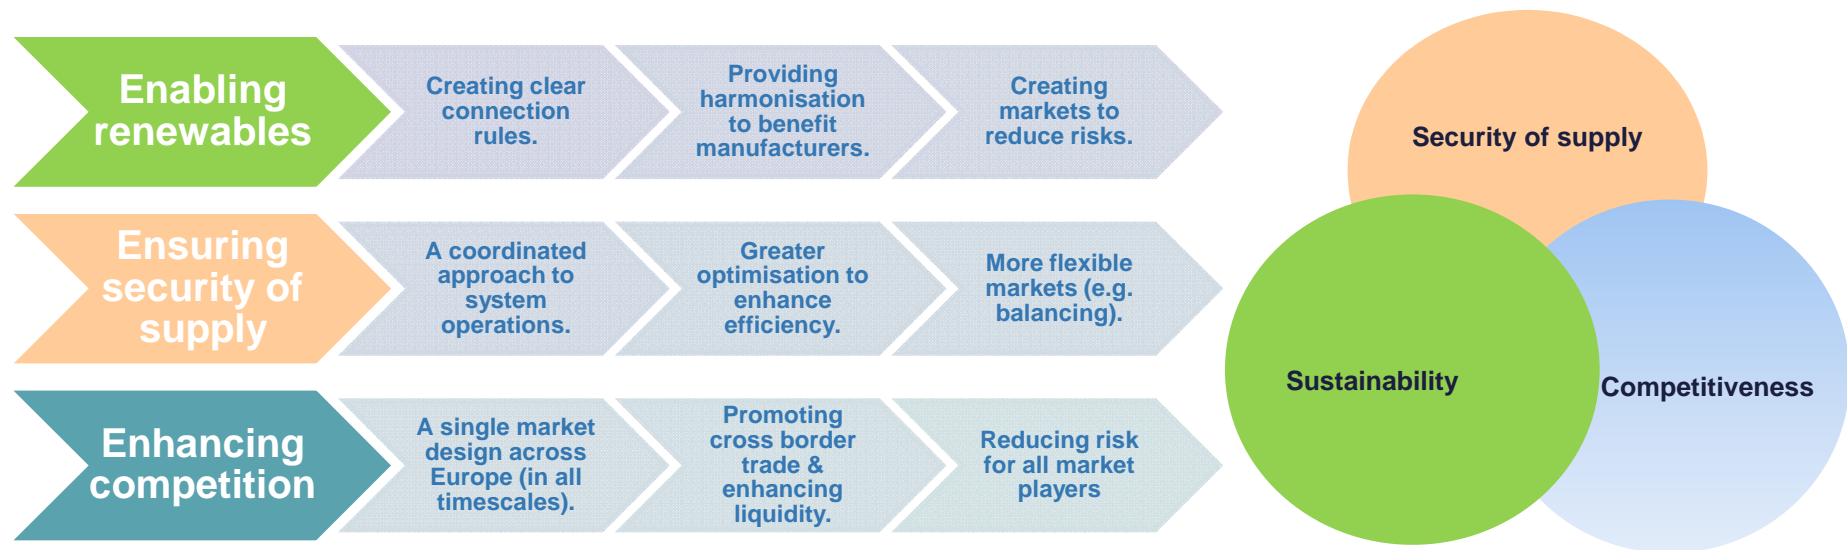 Enabling
renewables
Creating clear
connection
rules.
Providing
harmonisation
to benefit
manufacturers.
Creating
markets to
reduce risks.
Ensuring
security of
supply
A coordinated
approach to
system
operations.
Greater
optimisation to
enhance
efficiency.
More flexible
markets (e.g.
balancing).
Enhancing
competition
A single market
design across
Europe (in all
timescales).
Promoting
cross border
trade &
enhancing
liquidity.
Reducing risk
for all market
players
Security of supply
Sustainability
Competitiveness